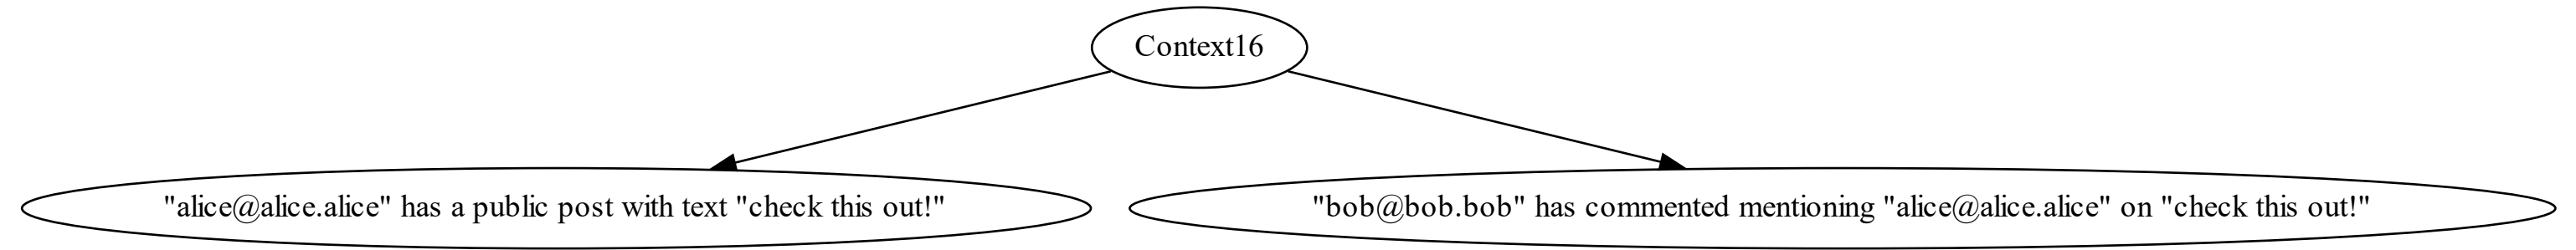 Context16
"alice@alice.alice" has a public post with text "check this out!"
"bob@bob.bob" has commented mentioning "alice@alice.alice" on "check this out!"